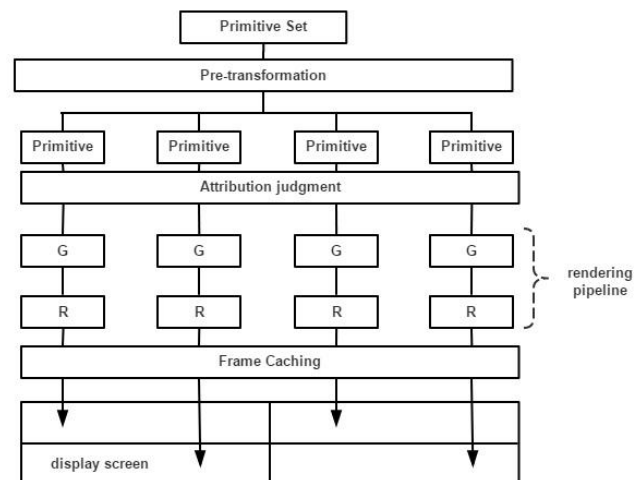 Primitive Set
Pre-transformation
Primitive Primitive Primitive Primitive
Attribution judgment
G G G G
rendering
pipeline
R R R R
Frame Caching
display screen